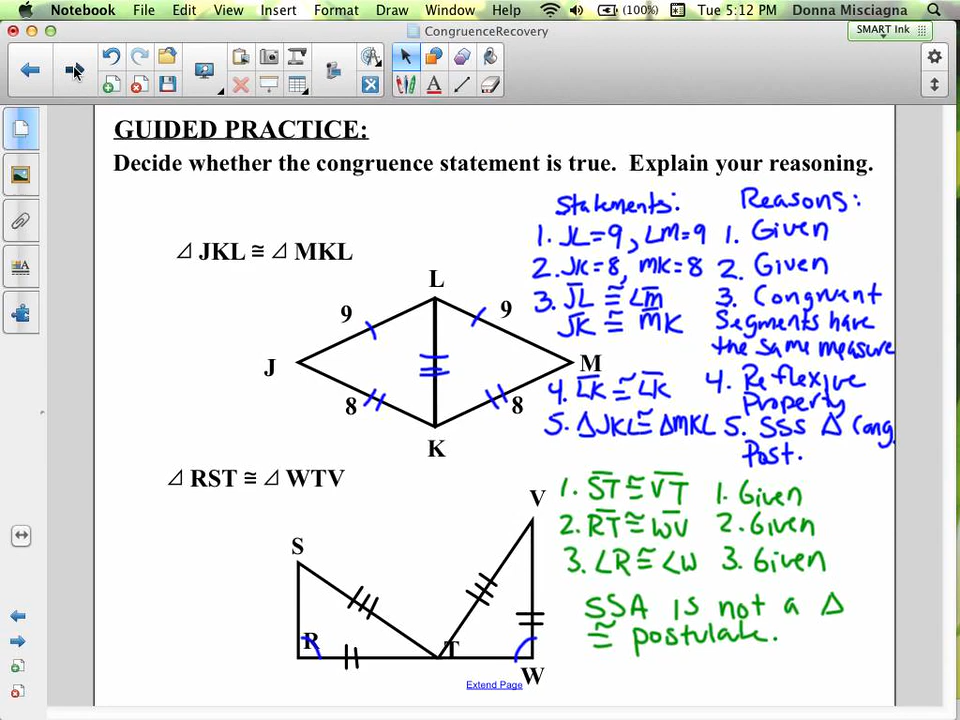 Notebook File Edit View Insert Format Draw Window Help (100%) Tue 5:12 PM Donna Misciagna
CongruenceRecovery
SMART Ink
GUIDED PRACTICE:
Decide whether the congruence statement is true. Explain your reasoning.
Statements: Reasons:
1. JL=9, LM=9 1. Given
2. JK=8, MK=8 2. Given
3. JL ≅ LM 3. Congruent
JK ≅ MK Segments have
the same measure
4. LK ≅ LK 4. Reflexive
Property
5. ΔJKL≅ΔMKL 5. SSS Δ Cong
Post.
⊿ JKL ≅ ⊿ MKL
L
9
9
J
M
8
8
K
⊿ RST ≅ ⊿ WTV
1. ST≅VT 1. Given
2. RT≅WV 2. Given
3. ∠R≅∠W 3. Given
SSA is not a Δ
≅ postulate.
V
S
R
T
W
Extend Page